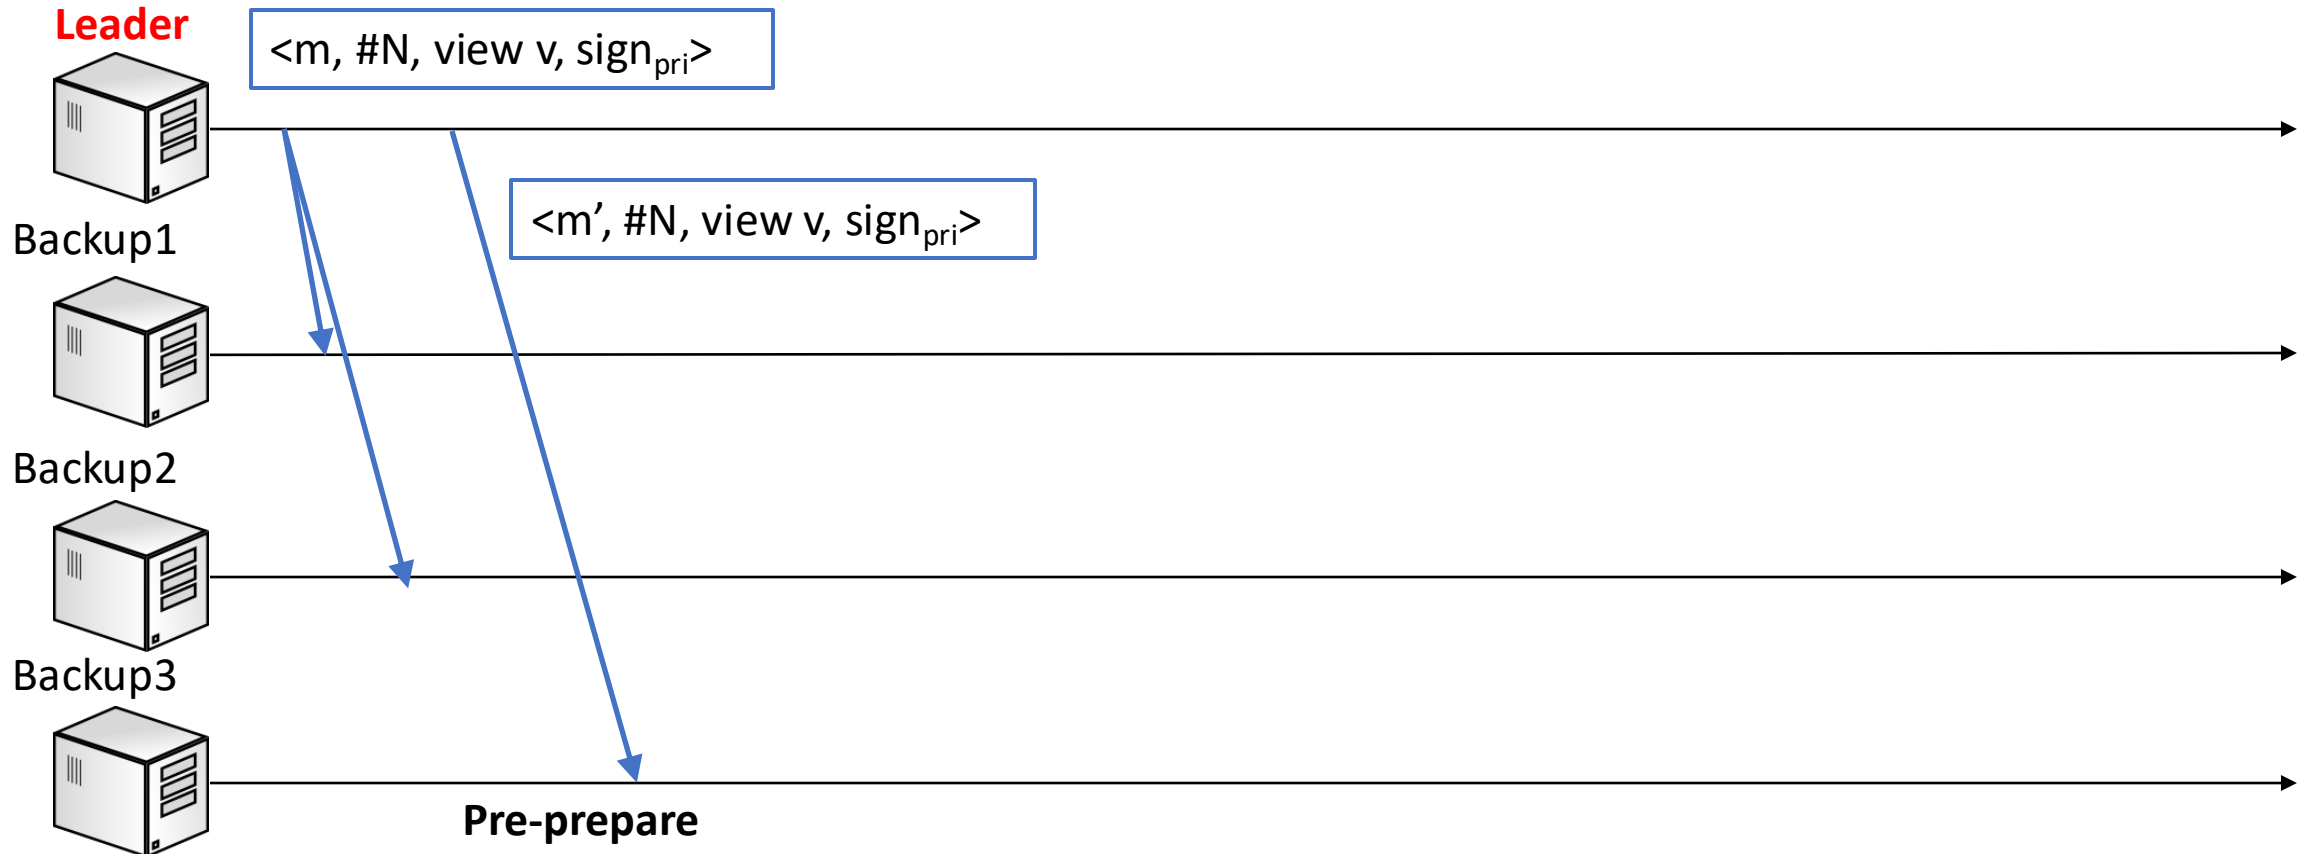 Leader
<m, #N, view v, signpri>
<m’, #N, view v, signpri>
Backup1
Backup2
Backup3
Pre-prepare